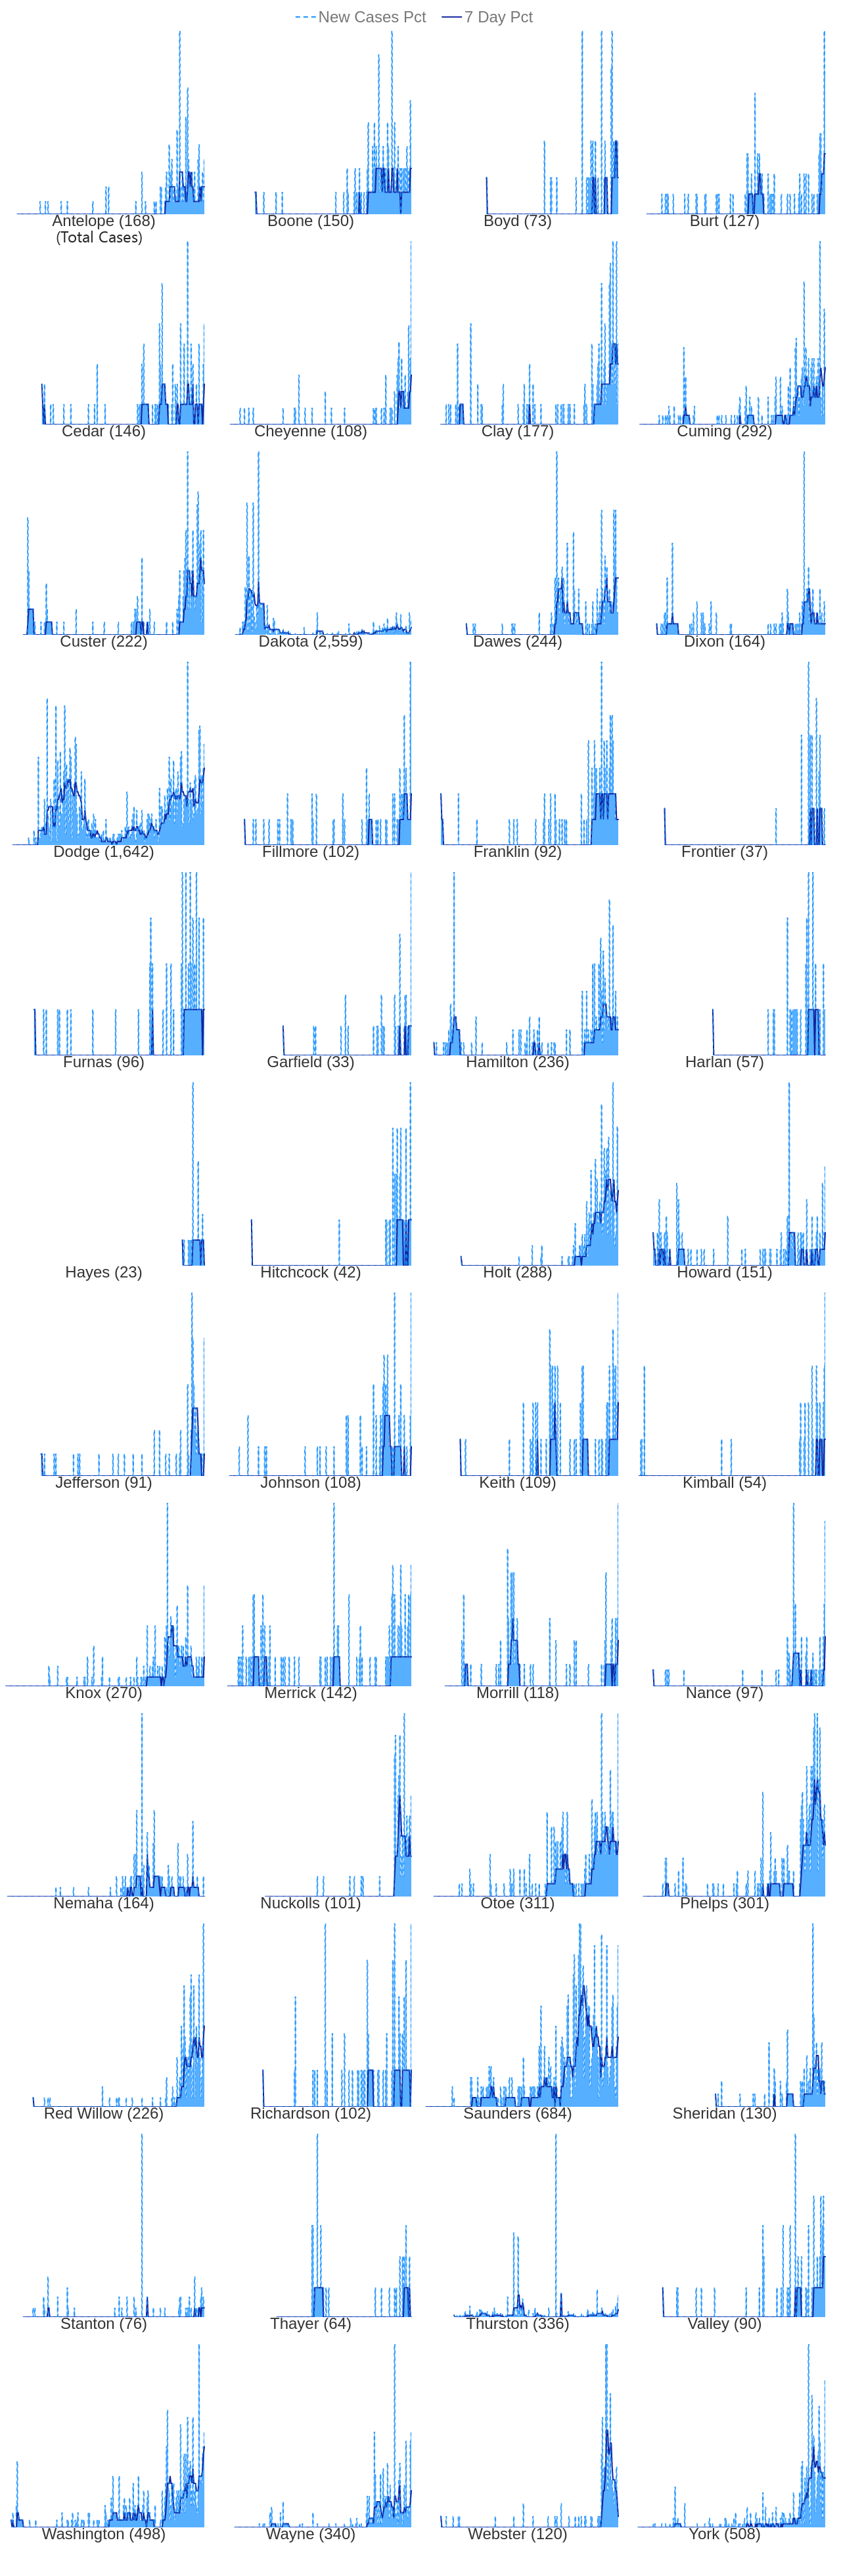 New Cases Pct 7 Day Pct
Antelope (168) Boone (150) Boyd (73) Burt (127)
(Total Cases)
Cedar (146) Cheyenne (108) Clay (177) Cuming (292)
Custer (222) Dakota (2,559) Dawes (244) Dixon (164)
Dodge (1,642) Fillmore (102) Franklin (92) Frontier (37)
Furnas (96) Garfield (33) Hamilton (236) Harlan (57)
Hayes (23) Hitchcock (42) Holt (288) Howard (151)
Jefferson (91) Johnson (108) Keith (109) Kimball (54)
Knox (270) Merrick (142) Morrill (118) Nance (97)
Nemaha (164) Nuckolls (101) Otoe (311) Phelps (301)
Red Willow (226) Richardson (102) Saunders (684) Sheridan (130)
Stanton (76) Thayer (64) Thurston (336) Valley (90)
Washington (498) Wayne (340) Webster (120) York (508)